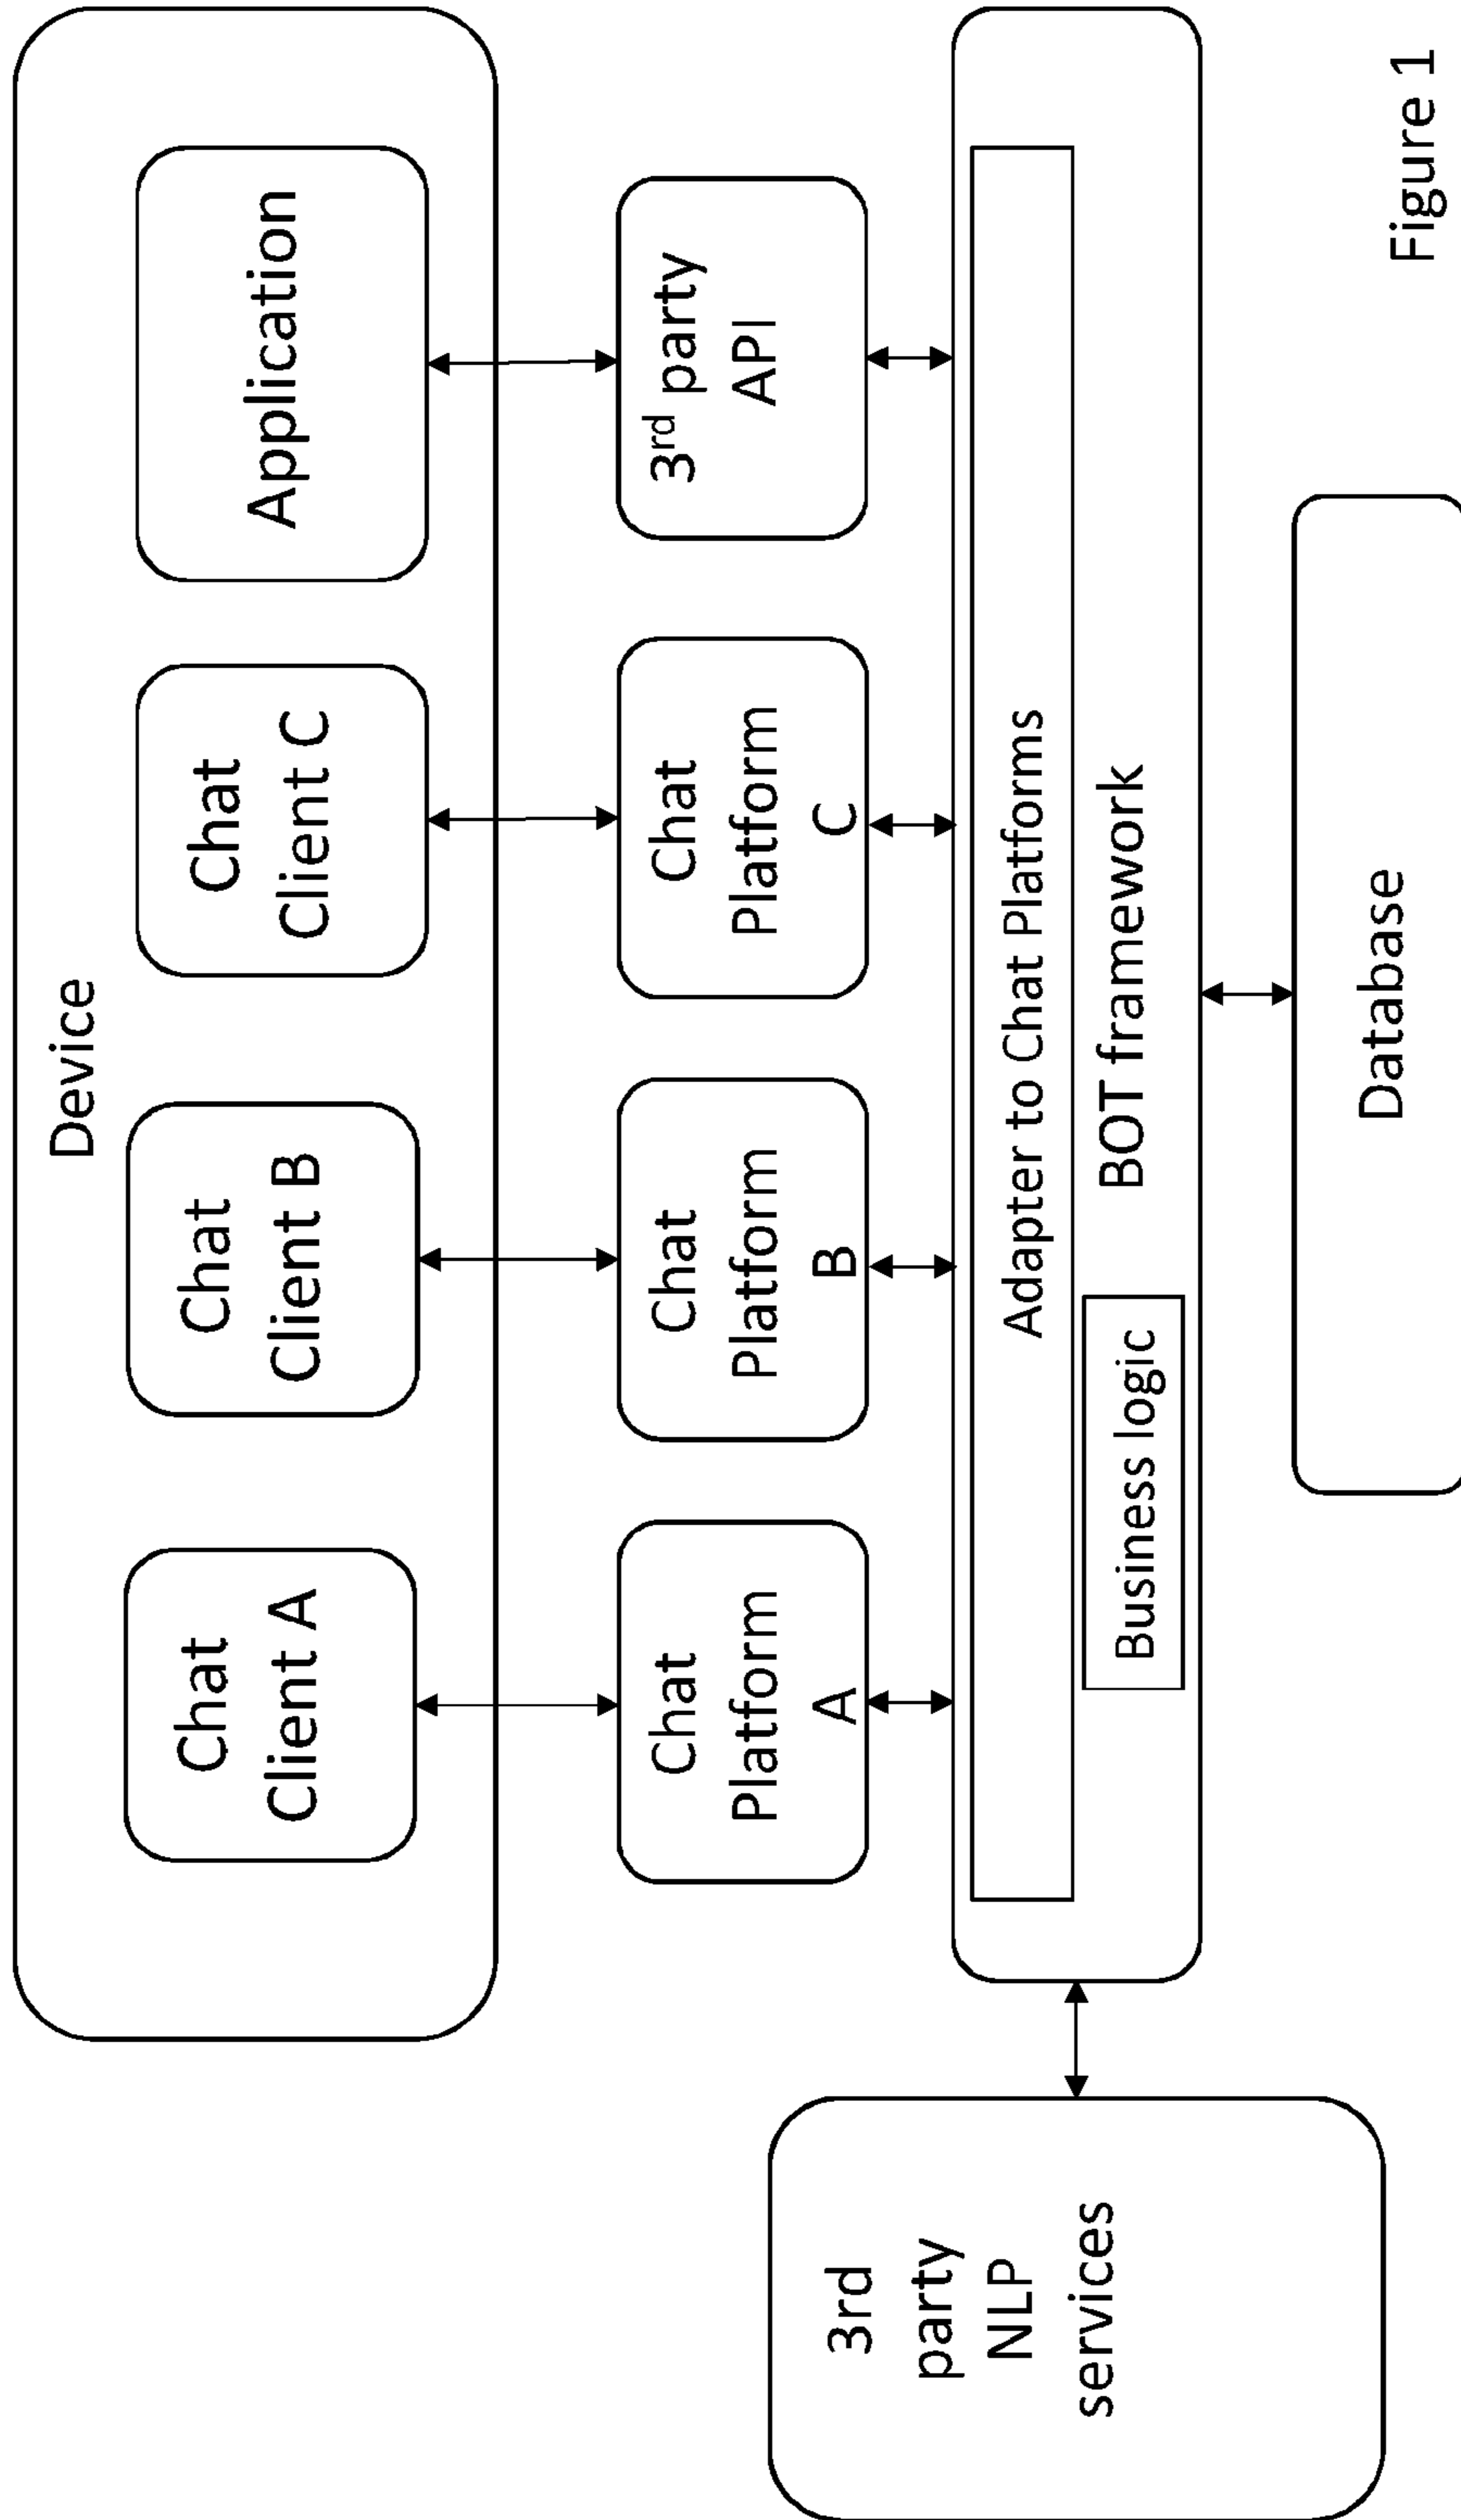 Device
Chat
Client A
Chat
Client B
Chat
Client C
Application
Chat
Platform
A
Chat
Platform
B
Chat
Platform
C
3rd party
API
Adapter to Chat Platforms
Business logic
BOT framework
3rd
party
NLP
services
Database
Figure 1